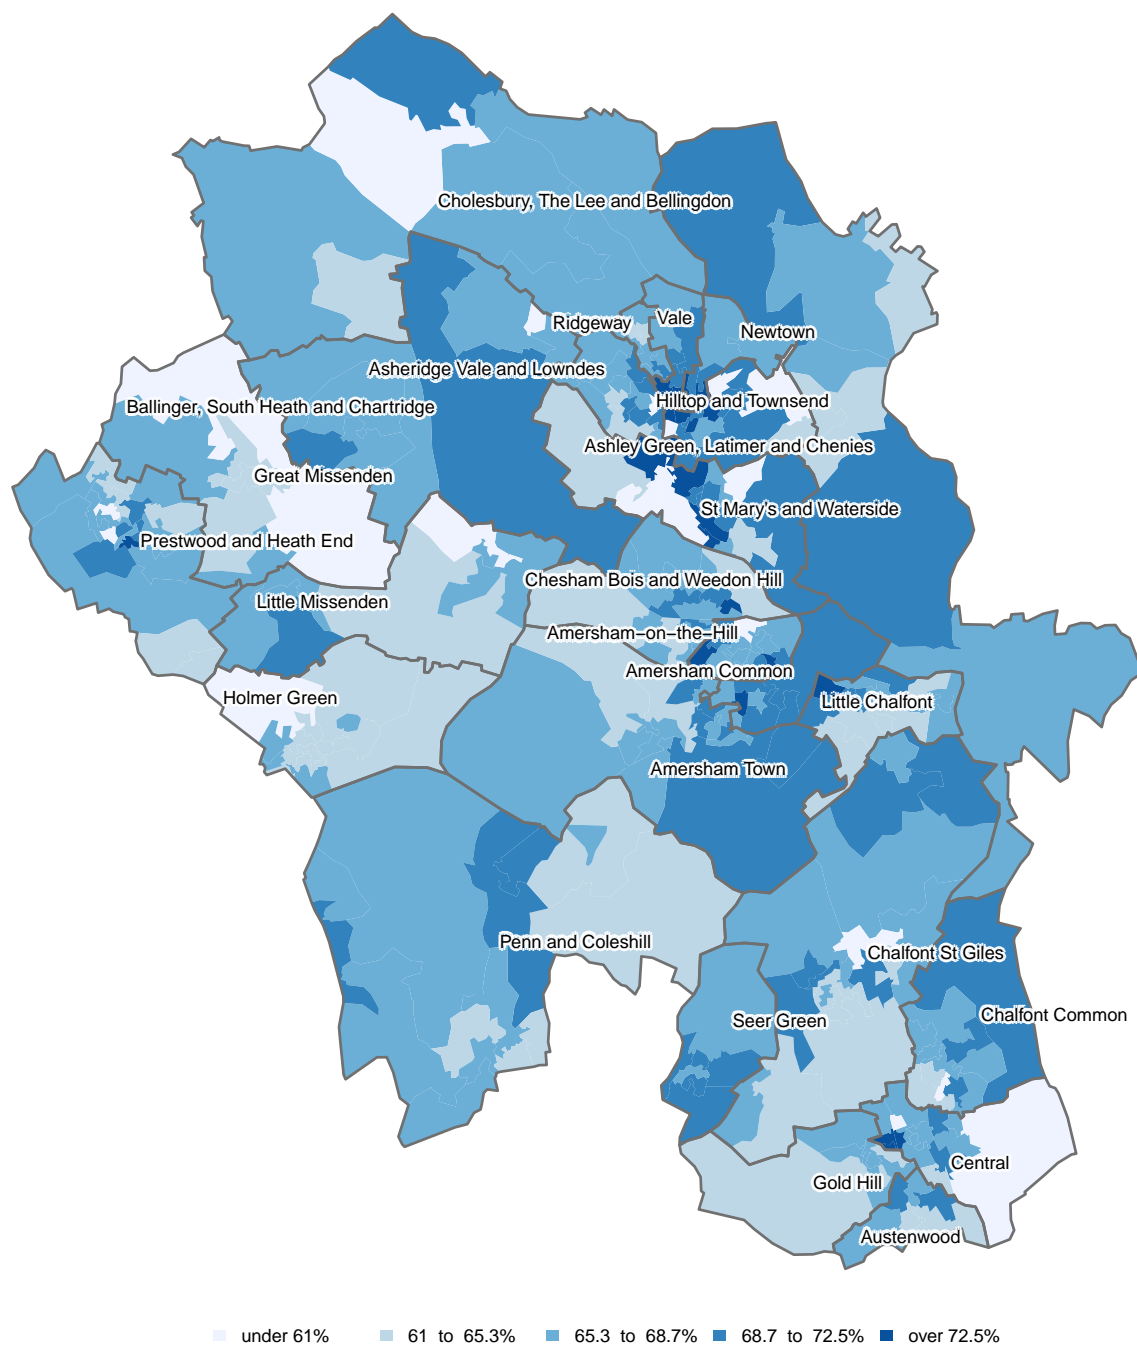 Cholesbury, The Lee and Bellingdon
Ridgeway
Vale
Newtown
Asheridge Vale and Lowndes
Hilltop and Townsend
Ballinger, South Heath and Chartridge
Ashley Green, Latimer and Chenies
Great Missenden
St Mary's and Waterside
Prestwood and Heath End
Chesham Bois and Weedon Hill
Little Missenden
Amersham−on−the−Hill
Amersham Common
Holmer Green
Little Chalfont
Amersham Town
Penn and Coleshill
Chalfont St Giles
Seer Green
Chalfont Common
Central
Gold Hill
Austenwood
under 61% 61 to 65.3% 65.3 to 68.7% 68.7 to 72.5% over 72.5%